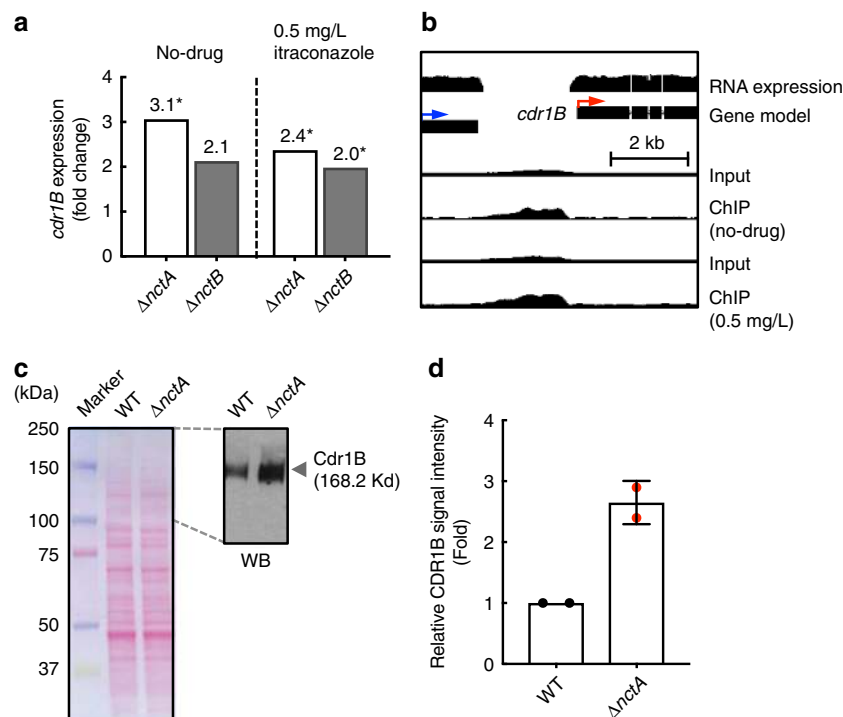 a
No-drug
0.5 mg/L
itraconazole
cdr1B expression
(fold change)
4
3
2
1
0
3.1*
2.1
2.4*
2.0*
ΔnctA
ΔnctB
ΔnctA
ΔnctB
b
RNA expression
cdr1B
Gene model
2 kb
Input
ChIP
(no-drug)
Input
ChIP
(0.5 mg/L)
c
(kDa)
Marker
WT
ΔnctA
250
150
100
75
50
37
WT
ΔnctA
Cdr1B
(168.2 Kd)
WB
d
Relative CDR1B signal intensity
(Fold)
4
3
2
1
0
WT
ΔnctA